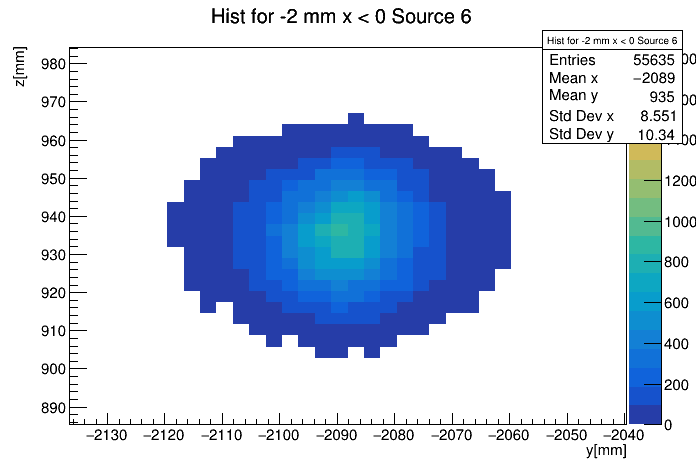 Hist for -2 mm x < 0 Source 6
Hist for -2 mm x < 0 Source 6
Entries 55635
Mean x −2089
Mean y 935
Std Dev x 8.551
Std Dev y 10.34
z[mm]
980
970
960
950
940
930
920
910
900
890
1200
1000
800
600
400
200
0
−2130 −2120 −2110 −2100 −2090 −2080 −2070 −2060 −2050 −2040
y[mm]